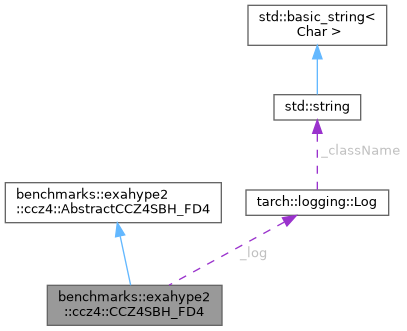 std::basic_string<
Char >
std::string
_className
benchmarks::exahype2
::ccz4::AbstractCCZ4SBH_FD4
tarch::logging::Log
_log
benchmarks::exahype2
::ccz4::CCZ4SBH_FD4